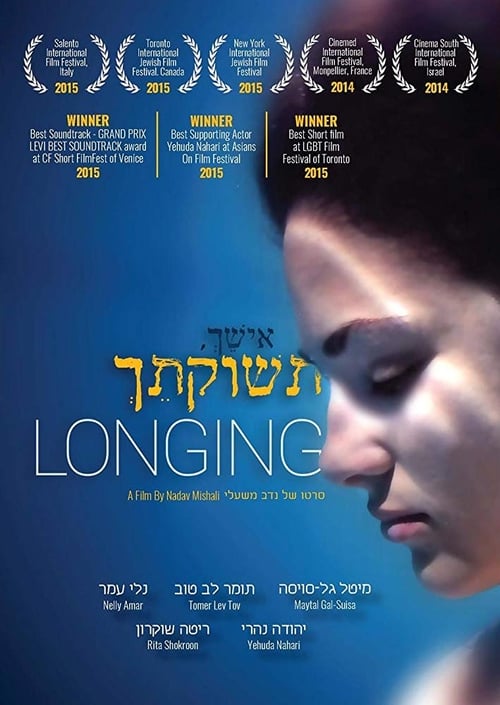 Salento
International
Film Festival,
Italy
2015
Toronto
International
Jewish Film
Festival. Canada
2015
New York
International
Jewish Film
Festival
2015
Cinemed
International
Film Festival,
Monpellier, France
2014
Cinema South
International
Film Festival,
Israel
2014
WINNER
Best Soundtrack - GRAND PRIX
LEVI BEST SOUNDTRACK award
at CF Short FilmFest of Venice
2015
WINNER
Best Supporting Actor
Yehuda Nahari at Asians
On Film Festival
2015
WINNER
Best Short film
at LGBT Film
Festival of Toronto
2015
אִישֵׁךְ,
תְּשׁוּקָתֵךְ
LONGING
A Film By Nadav Mishali סרטו של נדב משעלי
מיטל גל-סויסה
Maytal Gal-Suisa
תומר לב טוב
Tomer Lev Tov
נלי עמר
Nelly Amar
יהודה נהרי
Yehuda Nahari
ריטה שוקרון
Rita Shokroon